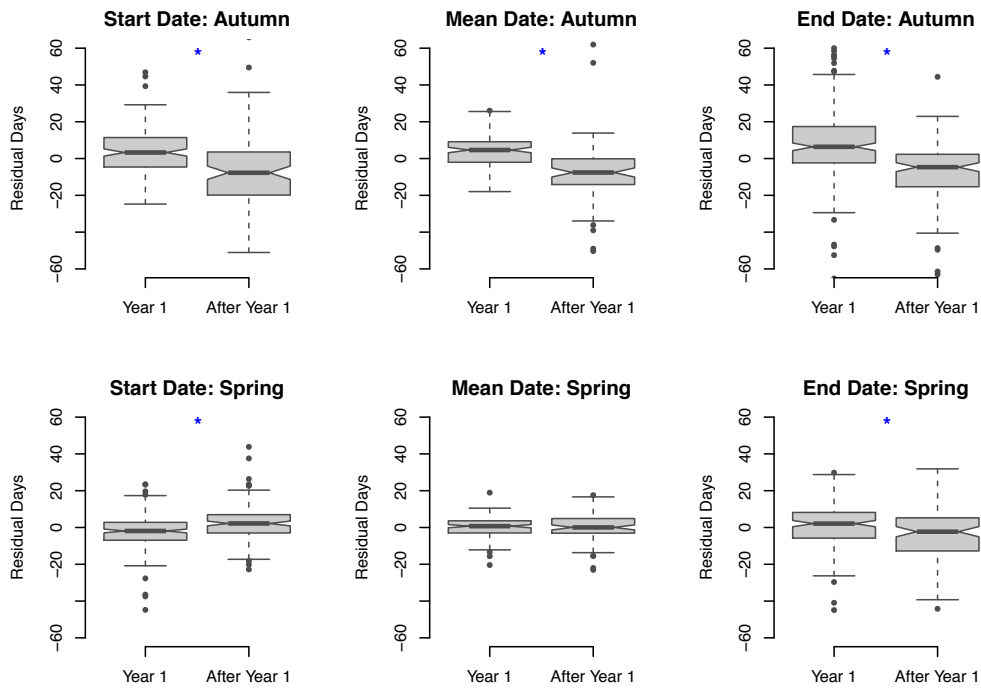 Start Date: Autumn
Mean Date: Autumn
End Date: Autumn
*
*
*
Residual Days
60
40
20
0
−20
−60
Year 1
After Year 1
Residual Days
60
40
20
0
−20
−60
Year 1
After Year 1
Residual Days
60
40
20
0
−20
−60
Year 1
After Year 1
Start Date: Spring
Mean Date: Spring
End Date: Spring
*
*
Residual Days
60
40
20
0
−20
−60
Year 1
After Year 1
Residual Days
60
40
20
0
−20
−60
Year 1
After Year 1
Residual Days
60
40
20
0
−20
−60
Year 1
After Year 1